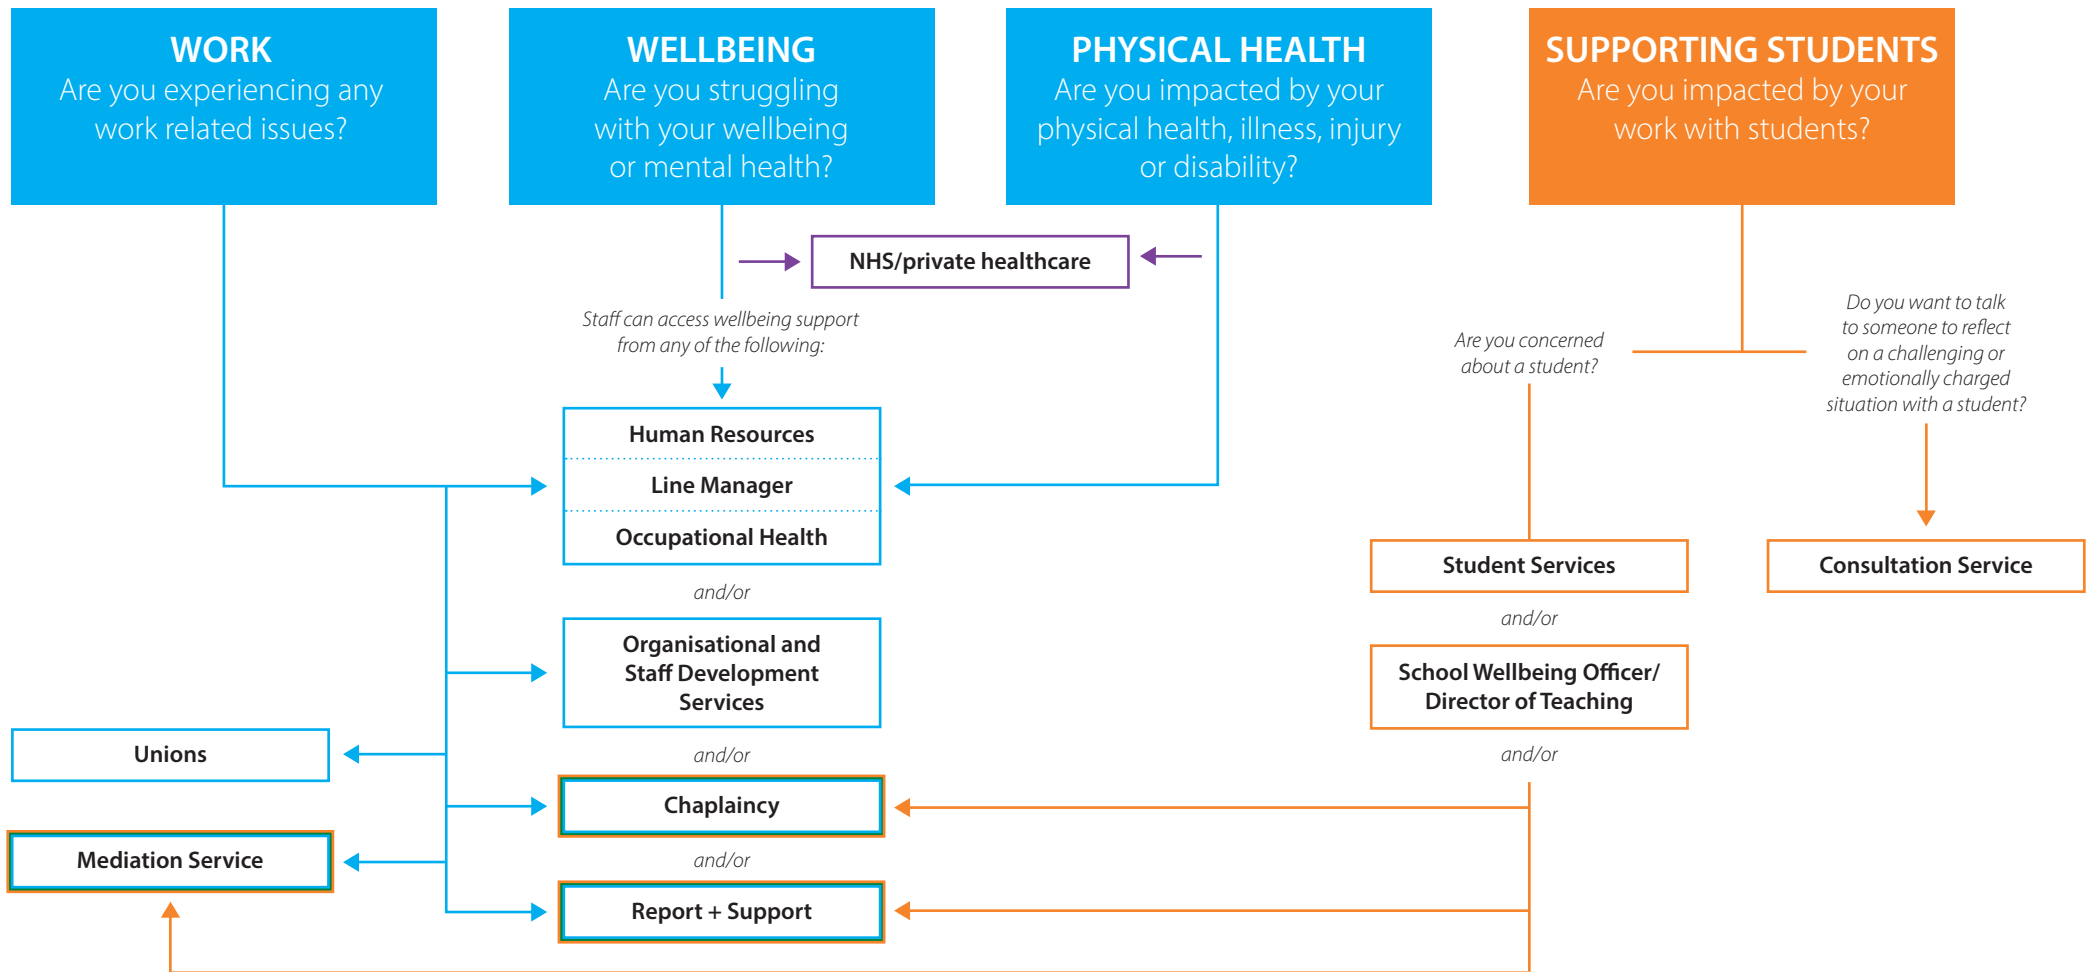 WORK
Are you experiencing any
work related issues?
WELLBEING
Are you struggling
with your wellbeing
or mental health?
PHYSICAL HEALTH
Are you impacted by your
physical health, illness, injury
or disability?
SUPPORTING STUDENTS
Are you impacted by your
work with students?
NHS/private healthcare
Staff can access wellbeing support
from any of the following:
Are you concerned
about a student?
Do you want to talk
to someone to reflect
on a challenging or
emotionally charged
situation with a student?
Human Resources
Line Manager
Occupational Health
and/or
Organisational and
Staff Development
Services
and/or
Chaplaincy
and/or
Report + Support
Unions
Mediation Service
Student Services
and/or
School Wellbeing Officer/
Director of Teaching
and/or
Consultation Service